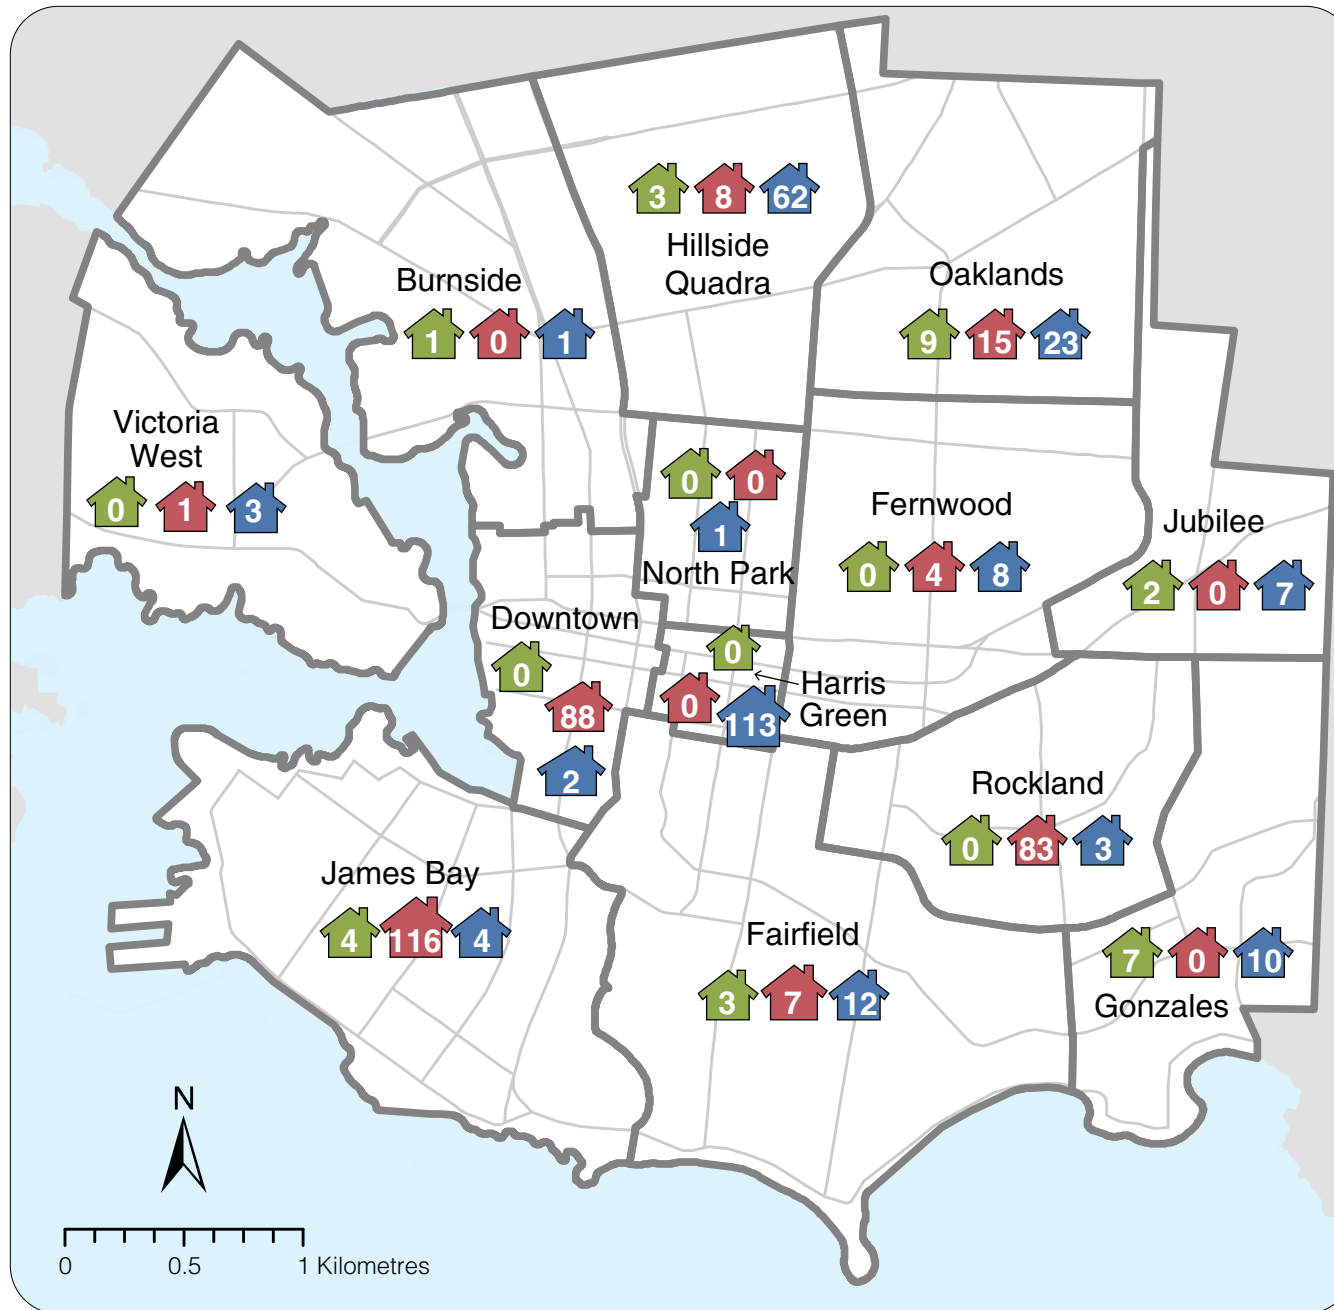 3 8 62
Hillside
Quadra
Burnside
1 0 1
Oaklands
9 15 23
Victoria
West
0 1 3
0 0
1
North Park
Fernwood
0 4 8
Jubilee
2 0 7
Downtown
0
88
2
0
0 113
Harris
Green
Rockland
0 83 3
James Bay
4 116 4
Fairfield
3 7 12
7 0 10
Gonzales
N
0 0.5 1 Kilometres